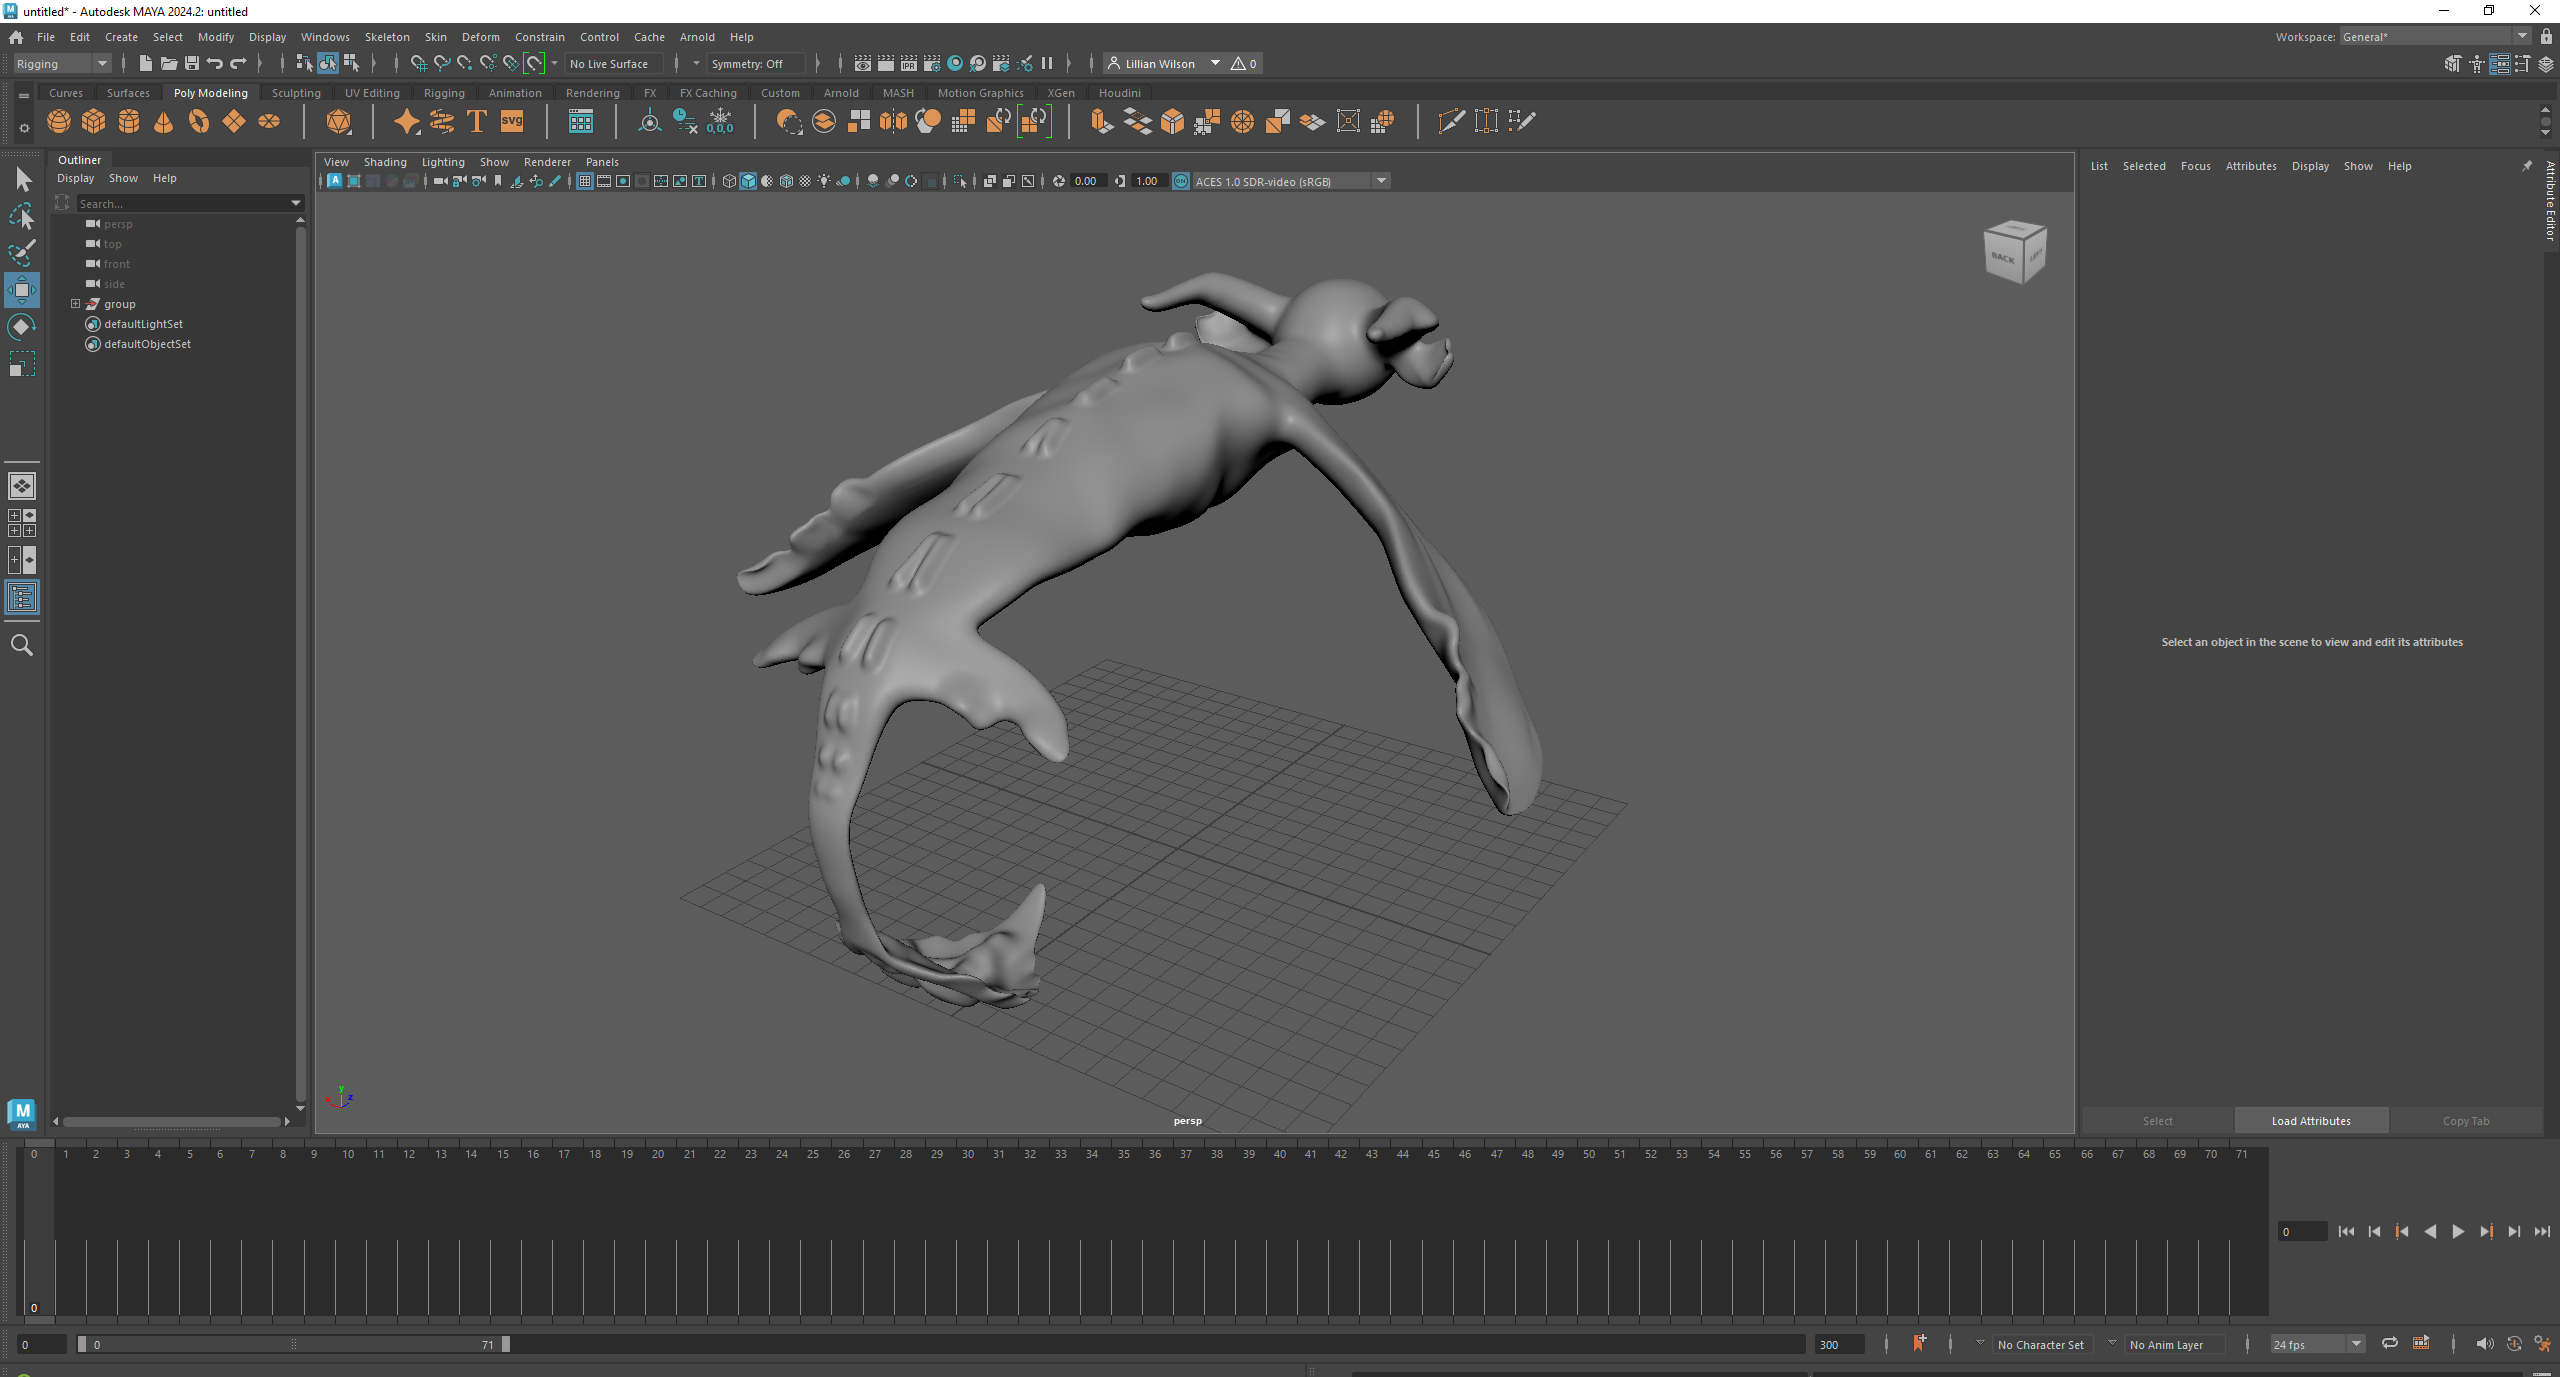 untitled* - Autodesk MAYA 2024.2: untitled
File Edit Create Select Modify Display Windows Skeleton Skin Deform Constrain Control Cache Arnold Help
Workspace: General*
Rigging No Live Surface Symmetry: Off IPR Lillian Wilson 0
Curves Surfaces Poly Modeling Sculpting UV Editing Rigging Animation Rendering FX FX Caching Custom Arnold MASH Motion Graphics XGen Houdini
T SVG 0,0,0
Outliner
Display Show Help
Search...
persp
top
front
side
group
defaultLightSet
defaultObjectSet
View Shading Lighting Show Renderer Panels
0.00 1.00 ON ACES 1.0 SDR-video (sRGB)
BACK LEFT
y
x z
persp
List Selected Focus Attributes Display Show Help
Attribute Editor
Select an object in the scene to view and edit its attributes
Select Load Attributes Copy Tab
M
AYA
0 1 2 3 4 5 6 7 8 9 10 11 12 13 14 15 16 17 18 19 20 21 22 23 24 25 26 27 28 29 30 31 32 33 34 35 36 37 38 39 40 41 42 43 44 45 46 47 48 49 50 51 52 53 54 55 56 57 58 59 60 61 62 63 64 65 66 67 68 69 70 71
0
0
0 0 71 300 No Character Set No Anim Layer 24 fps